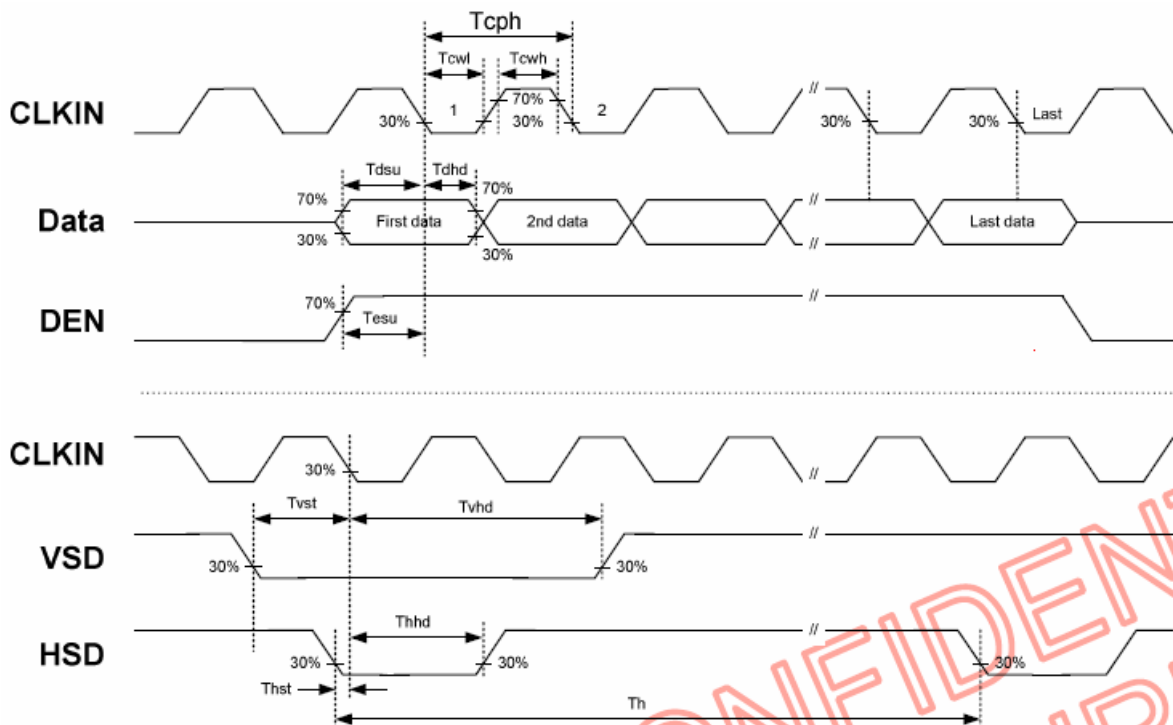 Tcph
Tcwl Tcwh
CLKIN 30% 1 70% 30% 2 // 30% 30% Last
Tdsu Tdhd
70% 70%
Data First data 2nd data // Last data
30% 30% //
//
70%
DEN Tesu
CLKIN 30% //
Tvst Tvhd
//
VSD 30% 30%
Thhd
//
HSD 30% 30% 30%
Thst
Th